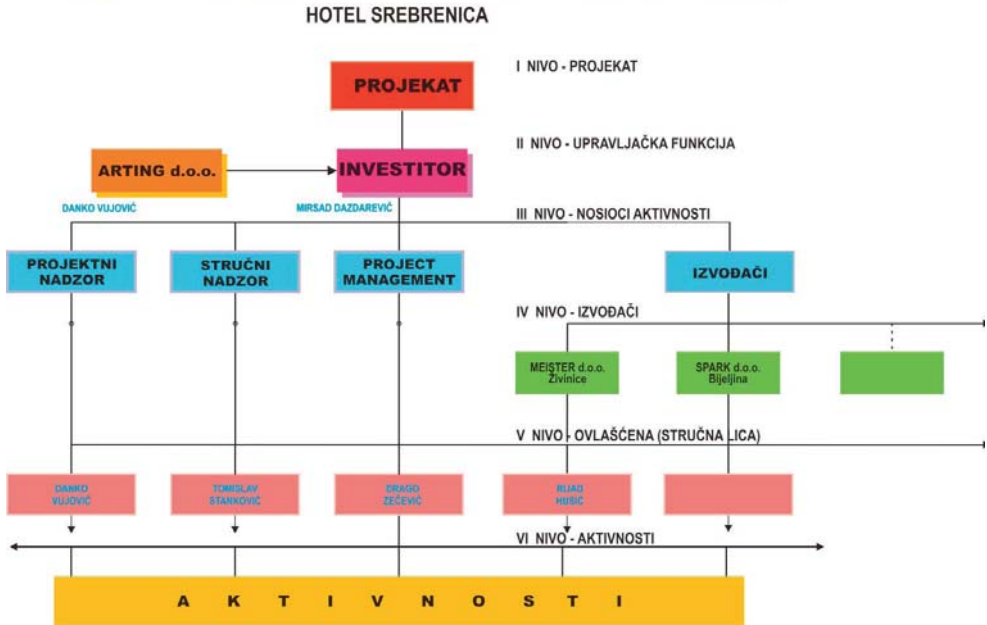 HOTEL SREBRENICA
I NIVO - PROJEKAT
PROJEKAT
II NIVO - UPRAVLJAČKA FUNKCIJA
ARTING d.o.o.
INVESTITOR
DANKO VUJOVIĆ
MIRSAD DAZDAREVIĆ
III NIVO - NOSIOCI AKTIVNOSTI
PROJEKTNI
NADZOR
STRUČNI
NADZOR
PROJECT
MANAGEMENT
IZVOĐAČI
IV NIVO - IZVOĐAČI
MEISTER d.o.o.
Živinice
SPARK d.o.o.
Bijeljina
V NIVO - OVLAŠĆENA (STRUČNA LICA)
DANKO
VUJOVIĆ
TOMISLAV
STANKOVIĆ
DRAGO
ZEČEVIĆ
RIJAD
HUSIĆ
VI NIVO - AKTIVNOSTI
A K T I V N O S T I